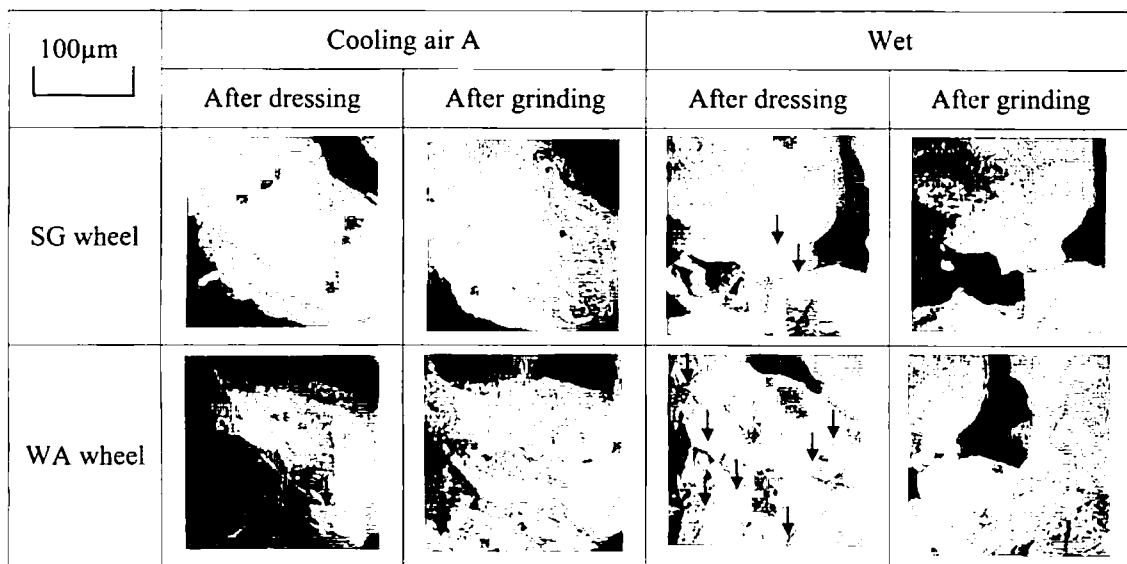 100μm
Cooling air A
Wet
After dressing
After grinding
After dressing
After grinding
SG wheel
WA wheel